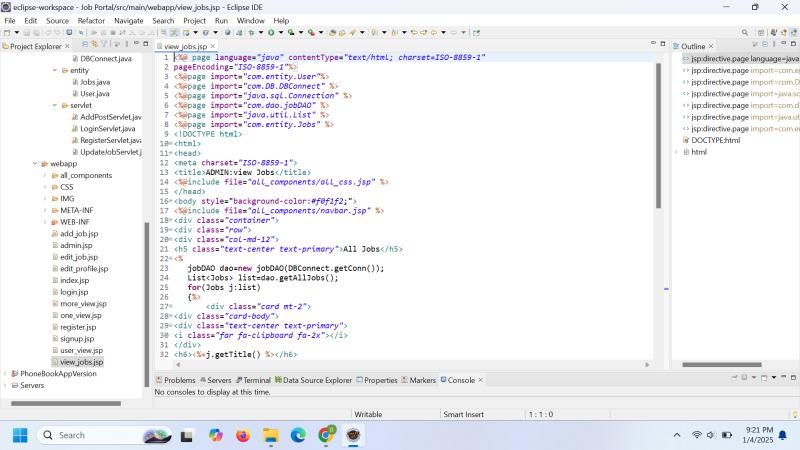 eclipse-workspace - Job Portal/src/main/webapp/view_jobs.jsp - Eclipse IDE
File Edit Source Refactor Navigate Search Project Run Window Help
Project Explorer
DBConnect.java
entity
Jobs.java
User.java
servlet
AddPostServlet.java
LoginServlet.java
RegisterServlet.java
UpdateJobServlet.j
webapp
all_components
CSS
IMG
META-INF
WEB-INF
add_job.jsp
admin.jsp
edit_job.jsp
edit_profile.jsp
index.jsp
login.jsp
more_view.jsp
one_view.jsp
register.jsp
signup.jsp
user_view.jsp
view_jobs.jsp
PhoneBookAppVersion
Servers
view_jobs.jsp
1 <%@ page language="java" contentType="text/html; charset=ISO-8859-1"
2 pageEncoding="ISO-8859-1"%>
3 <%@page import="com.entity.User"%>
4 <%@page import="com.DB.DBConnect" %>
5 <%@page import="java.sql.Connection" %>
6 <%@page import="com.dao.jobDAO" %>
7 <%@page import="java.util.List" %>
8 <%@page import="com.entity.Jobs" %>
9 <!DOCTYPE html>
10 <html>
11 <head>
12 <meta charset="ISO-8859-1">
13 <title>ADMIN:view Jobs</title>
14 <%@include file="all_components/all_css.jsp" %>
15 </head>
16 <body style="background-color:#f0f1f2;">
17 <%@include file="all_components/navbar.jsp" %>
18 <div class="container">
19 <div class="row">
20 <div class="col-md-12">
21 <h5 class="text-center text-primary">All Jobs</h5>
22 <%
23 jobDAO dao=new jobDAO(DBConnect.getConn());
24 List<Jobs> list=dao.getAllJobs();
25 for(Jobs j:list)
26 {%>
27 <div class="card mt-2">
28 <div class="card-body">
29 <div class="text-center text-primary">
30 <i class="far fa-clipboard fa-2x"></i>
31 </div>
32 <h6><%=j.getTitle() %></h6>
Outline
jsp:directive.page language=java
jsp:directive.page import=com.e
jsp:directive.page import=com.D
jsp:directive.page import=java.sc
jsp:directive.page import=com.d
jsp:directive.page import=java.ut
jsp:directive.page import=com.e
DOCTYPE:html
html
Problems Servers Terminal Data Source Explorer Properties Markers Console
No consoles to display at this time.
Writable Smart Insert 1 : 1 : 0
Search
9:21 PM
1/4/2025